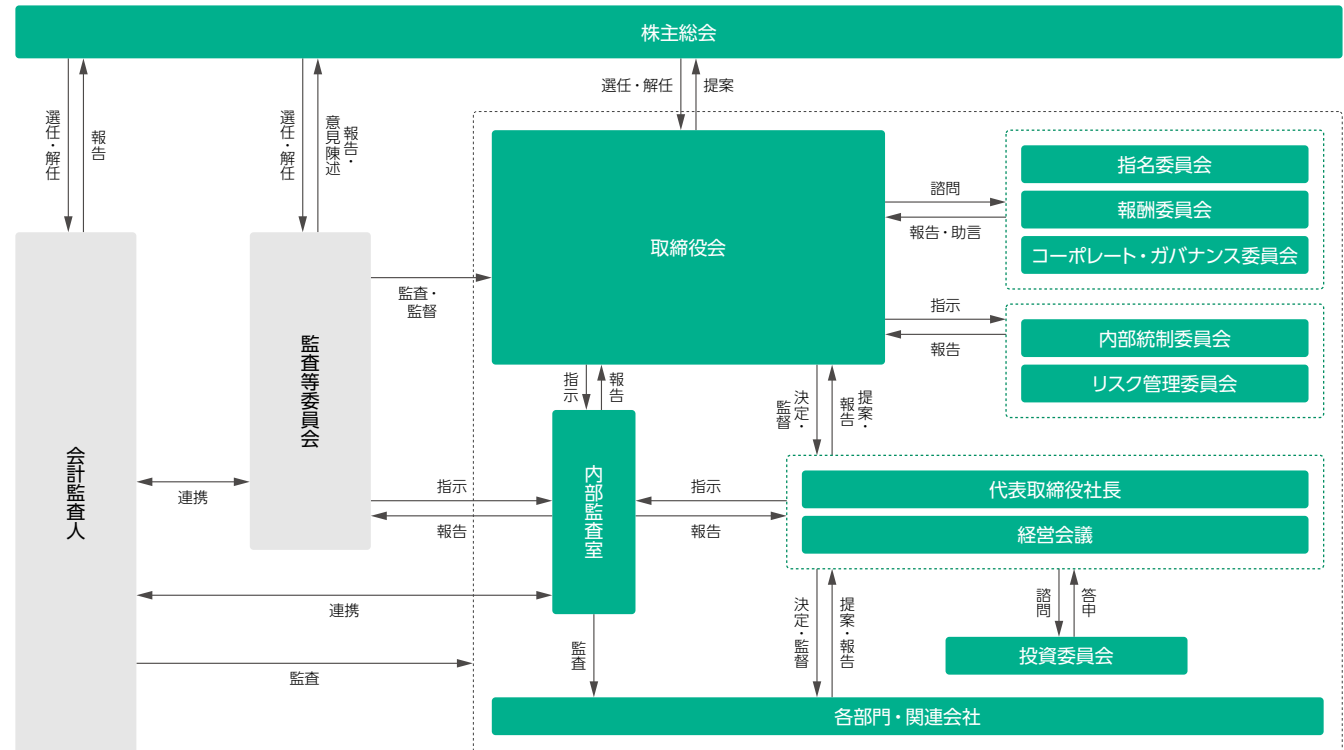 株主総会
選任・解任
報告
選任・解任
報告・
意見陳述
選任・解任
提案
取締役会
諮問
報告・助言
指名委員会
報酬委員会
コーポレート・ガバナンス委員会
監査・
監督
指示
報告
内部統制委員会
リスク管理委員会
監査等委員会
会計監査人
指示
報告
決定・
監督
提案・
報告
内部監査室
連携
指示
報告
指示
報告
代表取締役社長
経営会議
連携
監査
監査
決定・監督
提案・報告
諮問
答申
投資委員会
各部門・関連会社